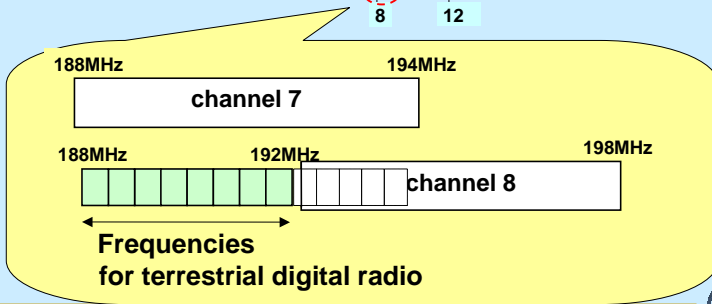 8 12
188MHz 194MHz
channel 7
188MHz 192MHz 198MHz
channel 8
Frequencies
for terrestrial digital radio